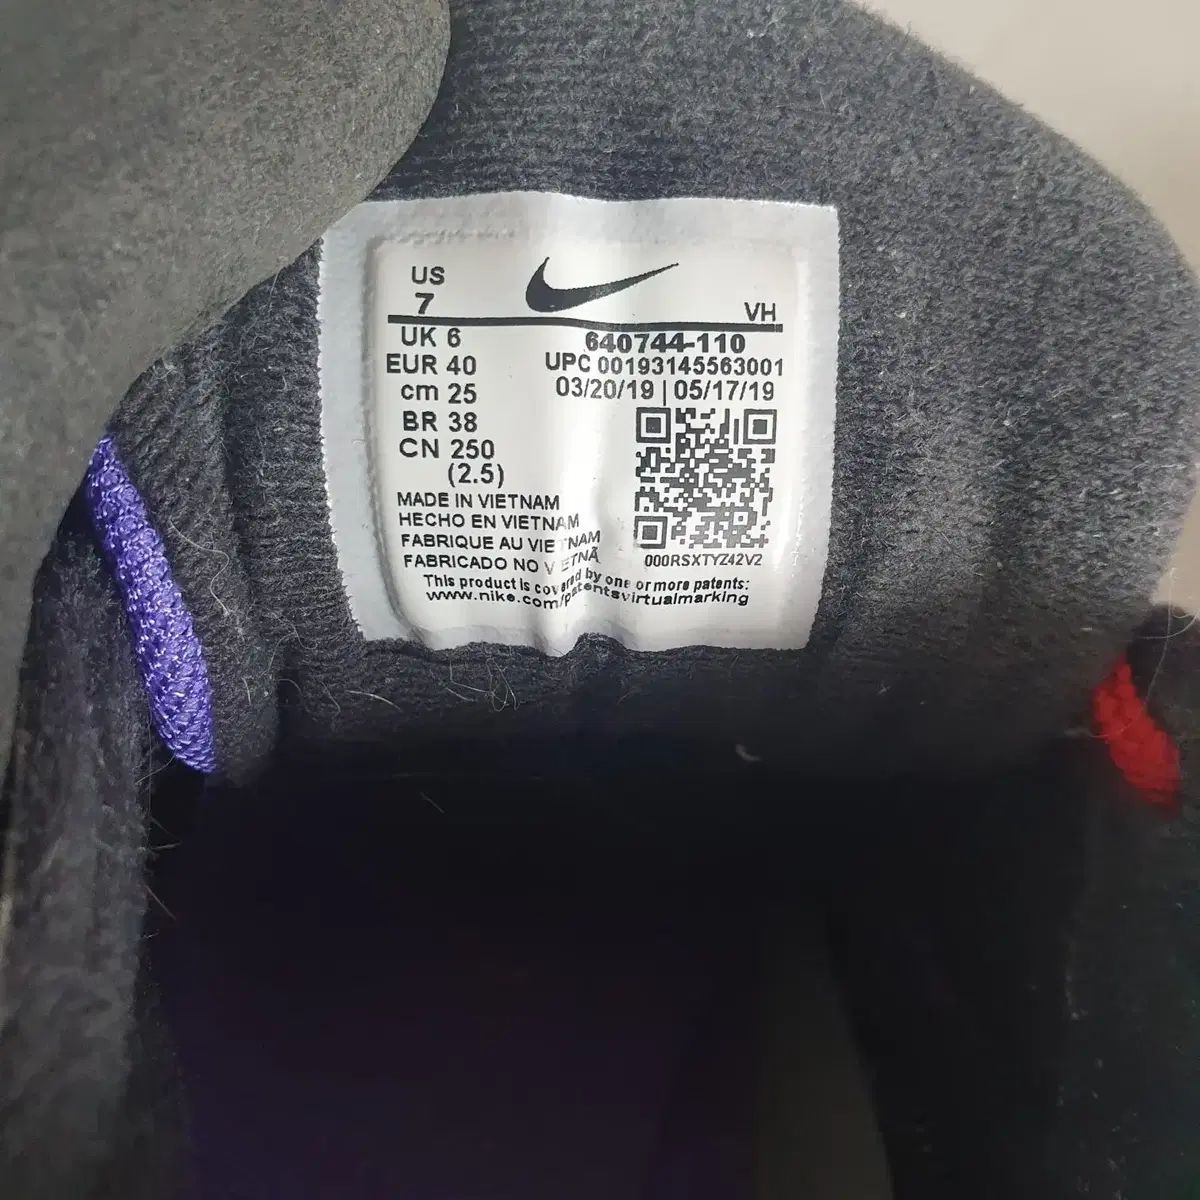 US
7
VH
UK 6
640744-110
EUR 40
UPC 00193145563001
cm 25
03/20/19 | 05/17/19
BR 38
CN 250
(2.5)
MADE IN VIETNAM
HECHO EN VIETNAM
FABRIQUE AU VIETNAM
FABRICADO NO VIETNÃ
000RSXTYZ42V2
This product is covered by one or more patents:
www.nike.com/patentsvirtualmarking